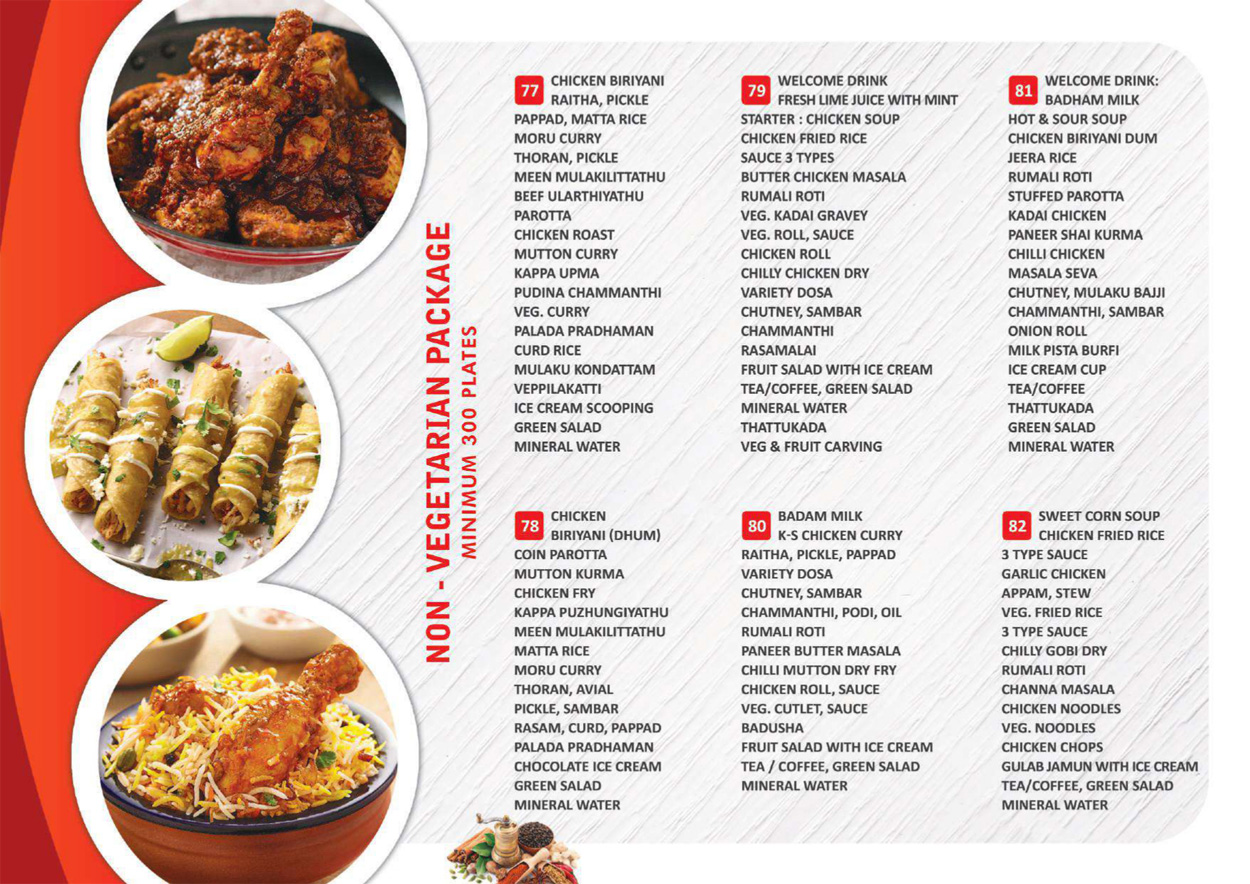 NON - VEGETARIAN PACKAGE
MINIMUM 300 PLATES
77 CHICKEN BIRIYANI
RAITHA, PICKLE
PAPPAD, MATTA RICE
MORU CURRY
THORAN, PICKLE
MEEN MULAKILITTATHU
BEEF ULARTHIYATHU
PAROTTA
CHICKEN ROAST
MUTTON CURRY
KAPPA UPMA
PUDINA CHAMMANTHI
VEG. CURRY
PALADA PRADHAMAN
CURD RICE
MULAKU KONDATTAM
VEPPILAKATTI
ICE CREAM SCOOPING
GREEN SALAD
MINERAL WATER
78 CHICKEN
BIRIYANI (DHUM)
COIN PAROTTA
MUTTON KURMA
CHICKEN FRY
KAPPA PUZHUNGIYATHU
MEEN MULAKILITTATHU
MATTA RICE
MORU CURRY
THORAN, AVIAL
PICKLE, SAMBAR
RASAM, CURD, PAPPAD
PALADA PRADHAMAN
CHOCOLATE ICE CREAM
GREEN SALAD
MINERAL WATER
79 WELCOME DRINK
FRESH LIME JUICE WITH MINT
STARTER : CHICKEN SOUP
CHICKEN FRIED RICE
SAUCE 3 TYPES
BUTTER CHICKEN MASALA
RUMALI ROTI
VEG. KADAI GRAVEY
VEG. ROLL, SAUCE
CHICKEN ROLL
CHILLY CHICKEN DRY
VARIETY DOSA
CHUTNEY, SAMBAR
CHAMMANTHI
RASAMALAI
FRUIT SALAD WITH ICE CREAM
TEA/COFFEE, GREEN SALAD
MINERAL WATER
THATTUKADA
VEG & FRUIT CARVING
80 BADAM MILK
K-S CHICKEN CURRY
RAITHA, PICKLE, PAPPAD
VARIETY DOSA
CHUTNEY, SAMBAR
CHAMMANTHI, PODI, OIL
RUMALI ROTI
PANEER BUTTER MASALA
CHILLI MUTTON DRY FRY
CHICKEN ROLL, SAUCE
VEG. CUTLET, SAUCE
BADUSHA
FRUIT SALAD WITH ICE CREAM
TEA / COFFEE, GREEN SALAD
MINERAL WATER
81 WELCOME DRINK:
BADHAM MILK
HOT & SOUR SOUP
CHICKEN BIRIYANI DUM
JEERA RICE
RUMALI ROTI
STUFFED PAROTTA
KADAI CHICKEN
PANEER SHAI KURMA
CHILLI CHICKEN
MASALA SEVA
CHUTNEY, MULAKU BAJJI
CHAMMANTHI, SAMBAR
ONION ROLL
MILK PISTA BURFI
ICE CREAM CUP
TEA/COFFEE
THATTUKADA
GREEN SALAD
MINERAL WATER
82 SWEET CORN SOUP
CHICKEN FRIED RICE
3 TYPE SAUCE
GARLIC CHICKEN
APPAM, STEW
VEG. FRIED RICE
3 TYPE SAUCE
CHILLY GOBI DRY
RUMALI ROTI
CHANNA MASALA
CHICKEN NOODLES
VEG. NOODLES
CHICKEN CHOPS
GULAB JAMUN WITH ICE CREAM
TEA/COFFEE, GREEN SALAD
MINERAL WATER